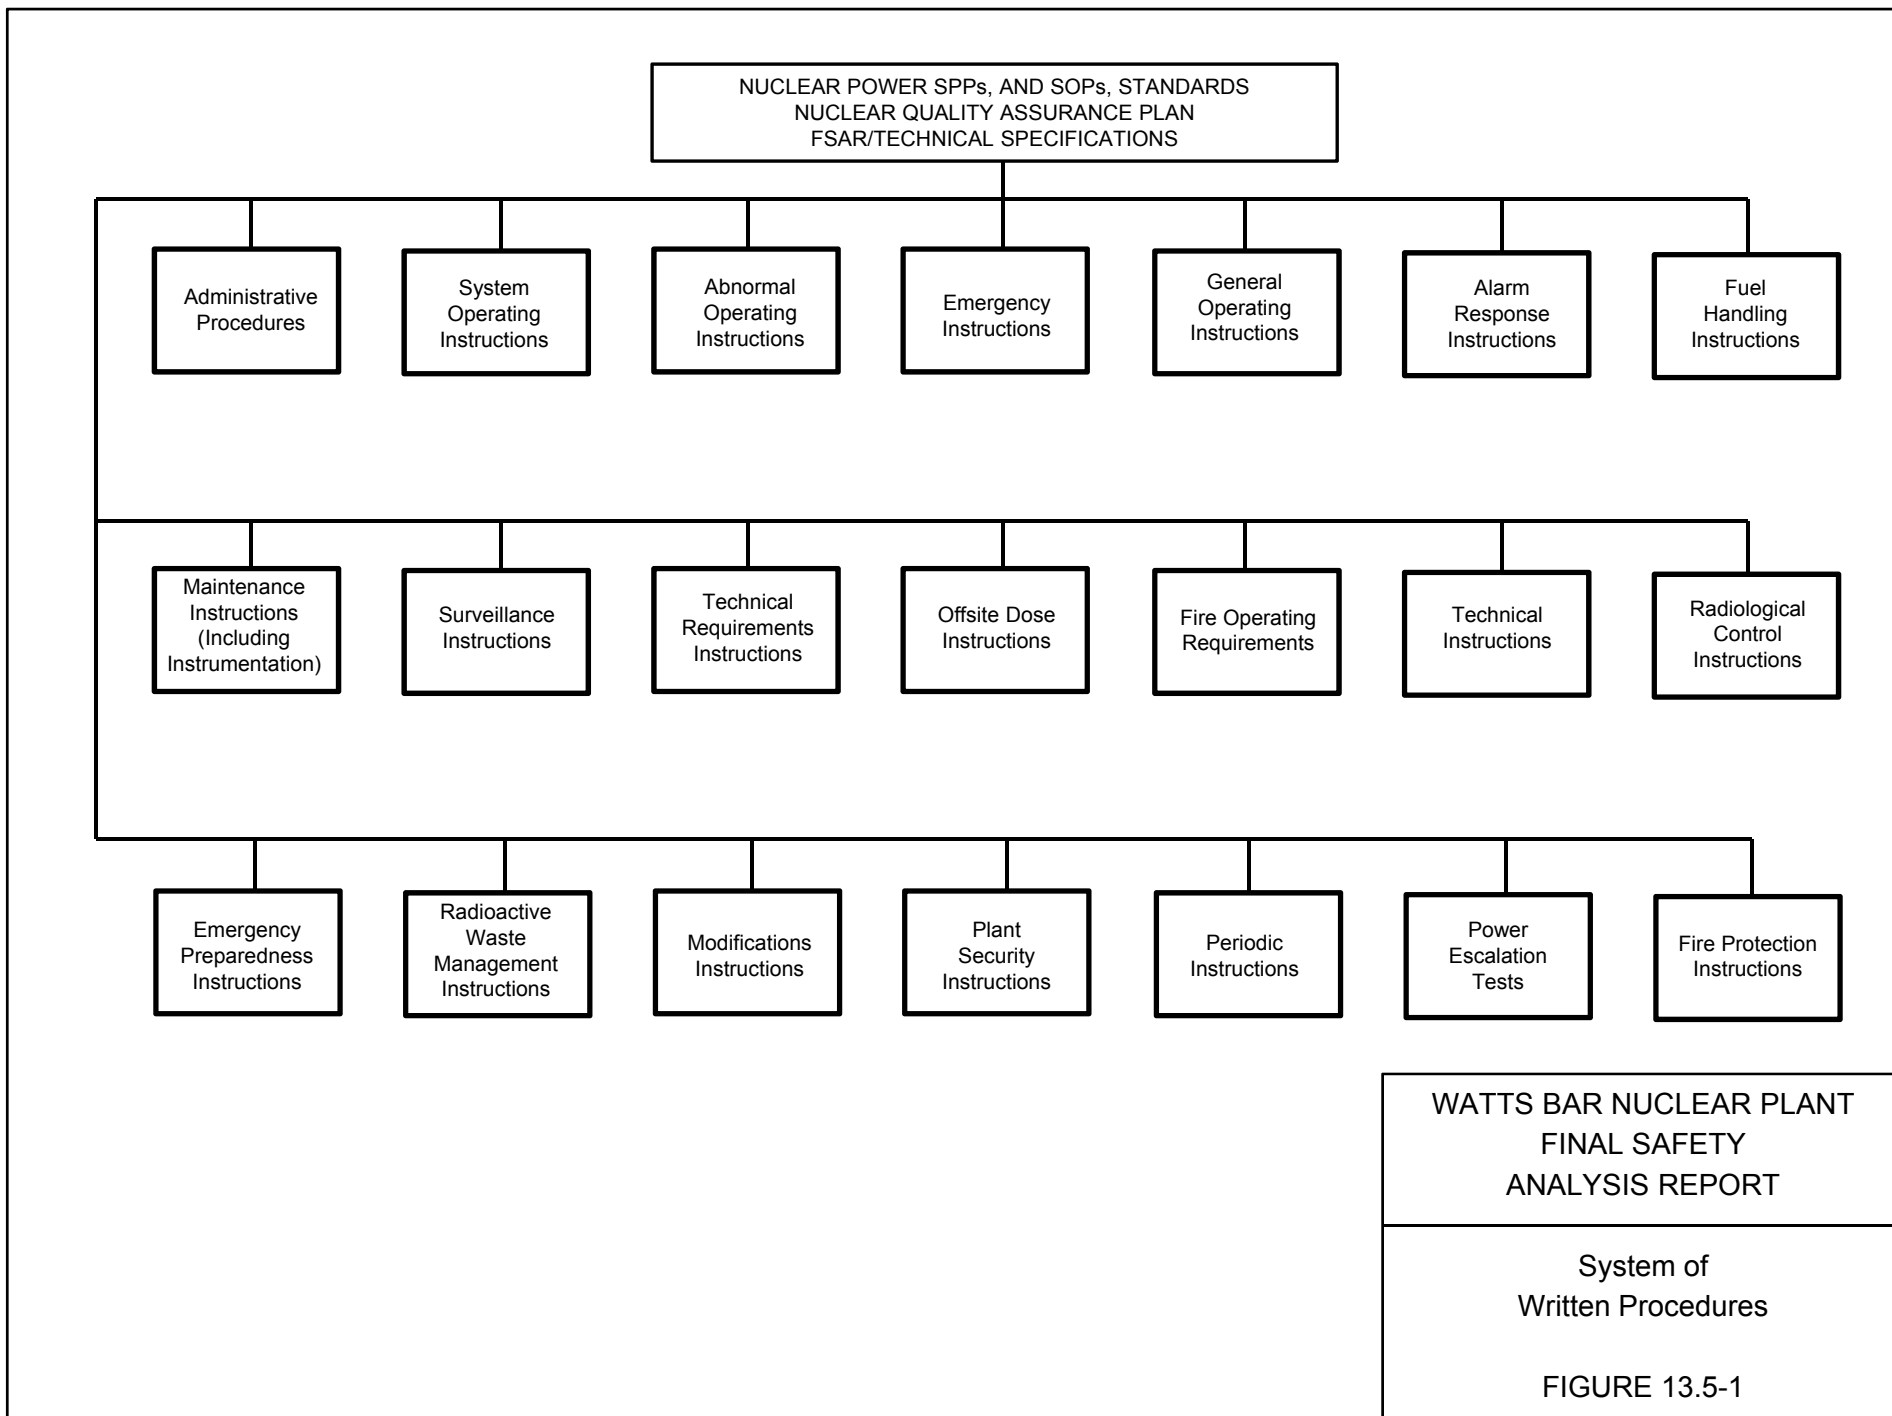 NUCLEAR POWER SPPs, AND SOPs, STANDARDS
NUCLEAR QUALITY ASSURANCE PLAN
FSAR/TECHNICAL SPECIFICATIONS
Administrative
Procedures
System
Operating
Instructions
Abnormal
Operating
Instructions
Emergency
Instructions
General
Operating
Instructions
Alarm
Response
Instructions
Fuel
Handling
Instructions
Maintenance
Instructions
(Including
Instrumentation)
Surveillance
Instructions
Technical
Requirements
Instructions
Offsite Dose
Instructions
Fire Operating
Requirements
Technical
Instructions
Radiological
Control
Instructions
Emergency
Preparedness
Instructions
Radioactive
Waste
Management
Instructions
Modifications
Instructions
Plant
Security
Instructions
Periodic
Instructions
Power
Escalation
Tests
Fire Protection
Instructions
WATTS BAR NUCLEAR PLANT
FINAL SAFETY
ANALYSIS REPORT
System of
Written Procedures
FIGURE 13.5-1